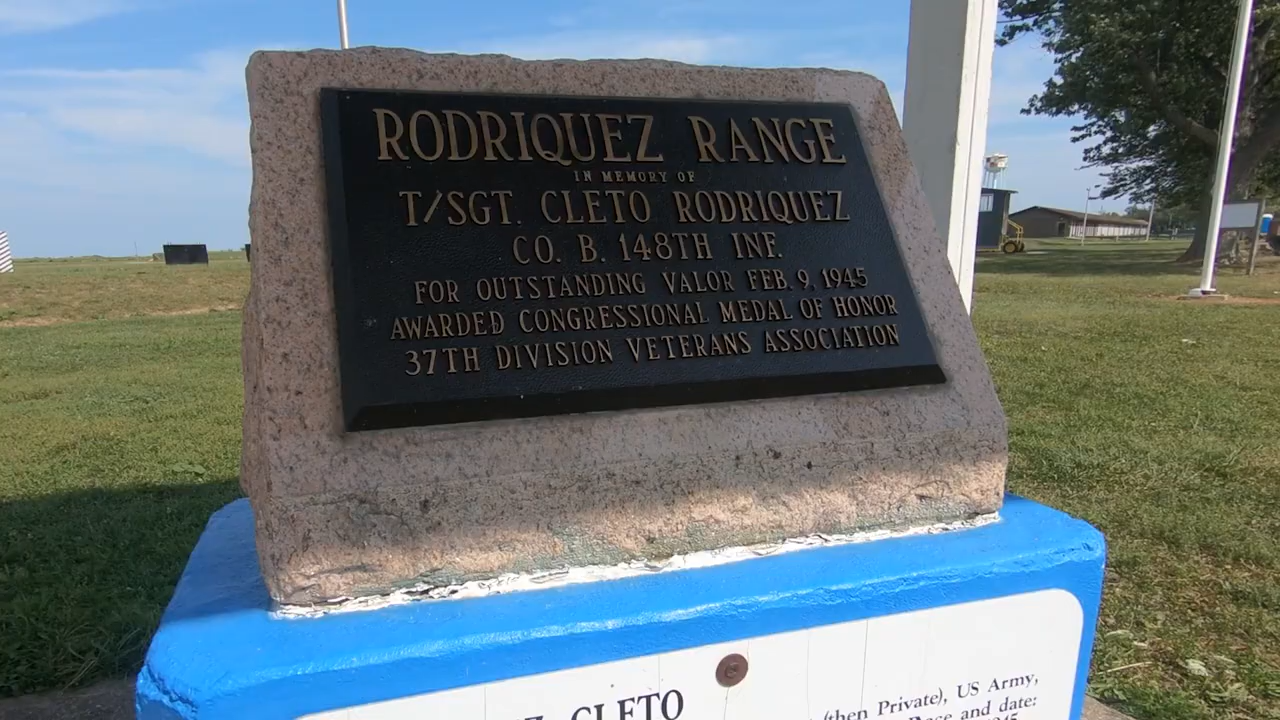 RODRIQUEZ RANGE
IN MEMORY OF
T/SGT. CLETO RODRIQUEZ
CO. B. 148TH INF.
FOR OUTSTANDING VALOR FEB. 9, 1945
AWARDED CONGRESSIONAL MEDAL OF HONOR
37TH DIVISION VETERANS ASSOCIATION
CLETO
(then Private), US Army,
and date: